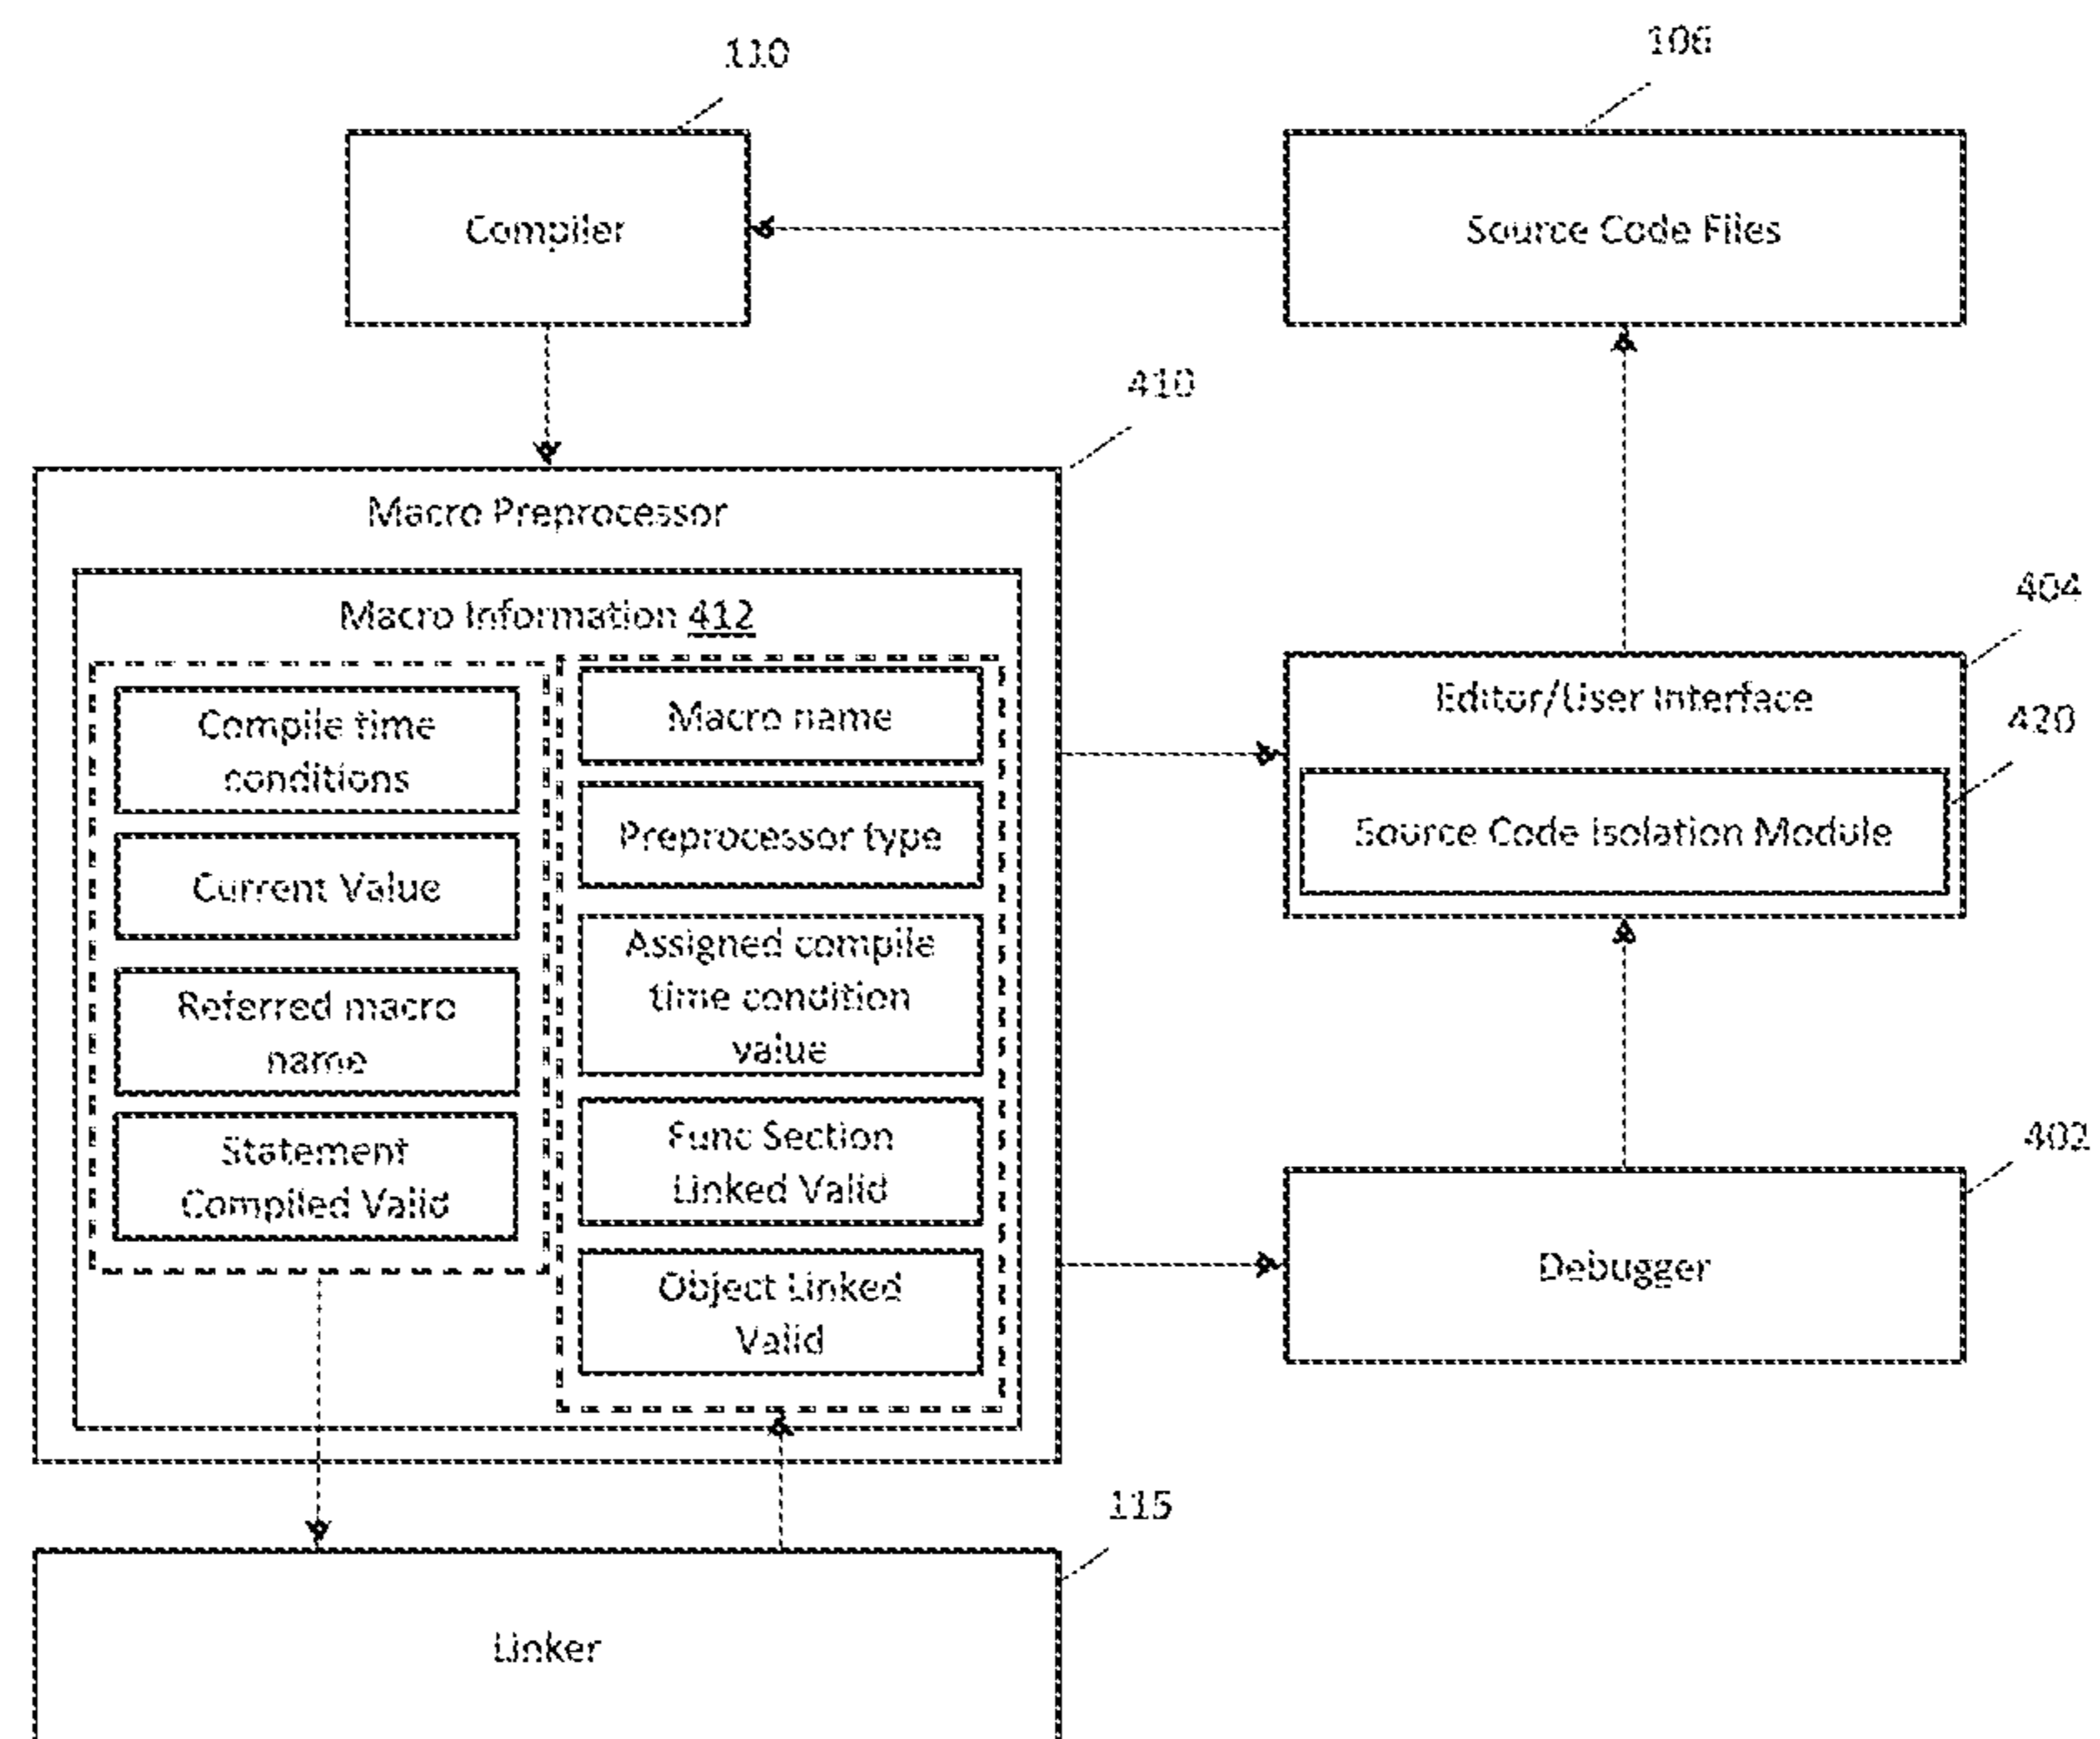 110
106
Compiler
Source Code Files
410
Macro Preprocessor
Macro Information 412
Compile time
conditions
Current Value
Referred macro
name
Statement
Compiled Valid
Macro name
Preprocessor type
Assigned compile
time condition
value
Func Section
Linked Valid
Object Linked
Valid
404
Editor/User Interface
420
Source Code Isolation Module
402
Debugger
115
Linker